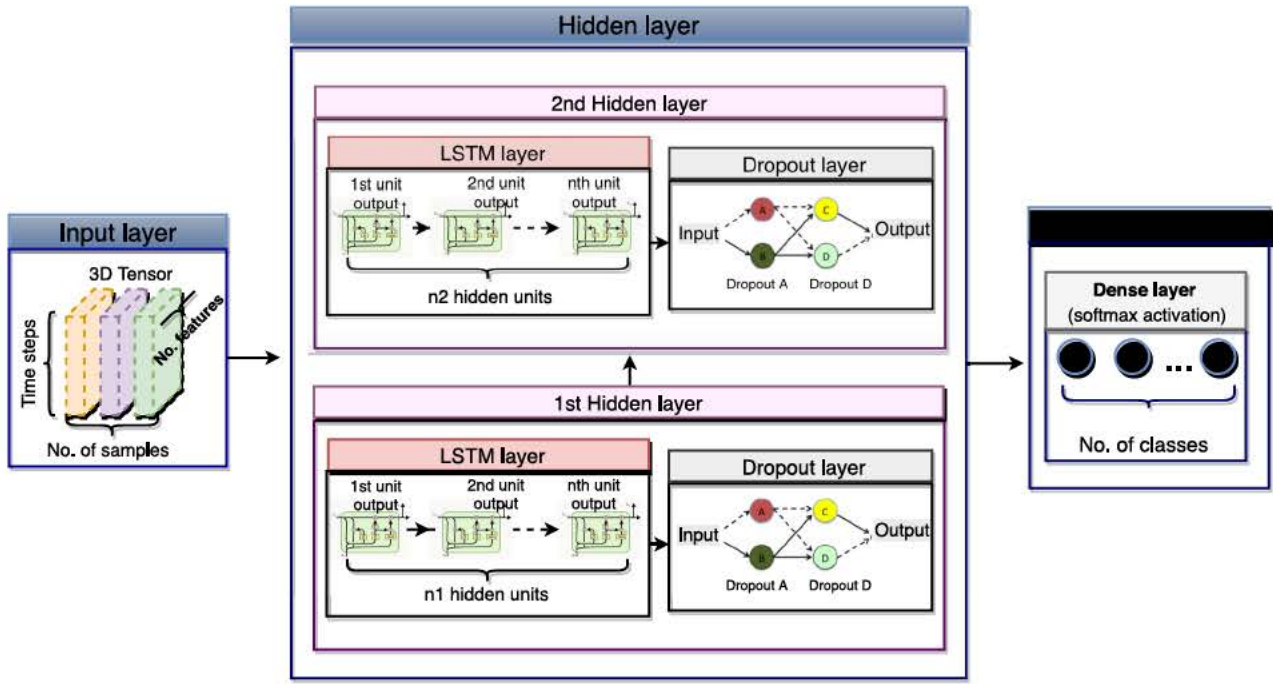 Hidden layer
2nd Hidden layer
LSTM layer
1st unit output
2nd unit output
nth unit output
n2 hidden units
Dropout layer
Input
A
B
C
D
Output
Dropout A
Dropout D
Input layer
3D Tensor
Time steps
No. features
No. of samples
1st Hidden layer
LSTM layer
1st unit output
2nd unit output
nth unit output
n1 hidden units
Dropout layer
Input
A
B
C
D
Output
Dropout A
Dropout D
Dense layer
(softmax activation)
...
No. of classes